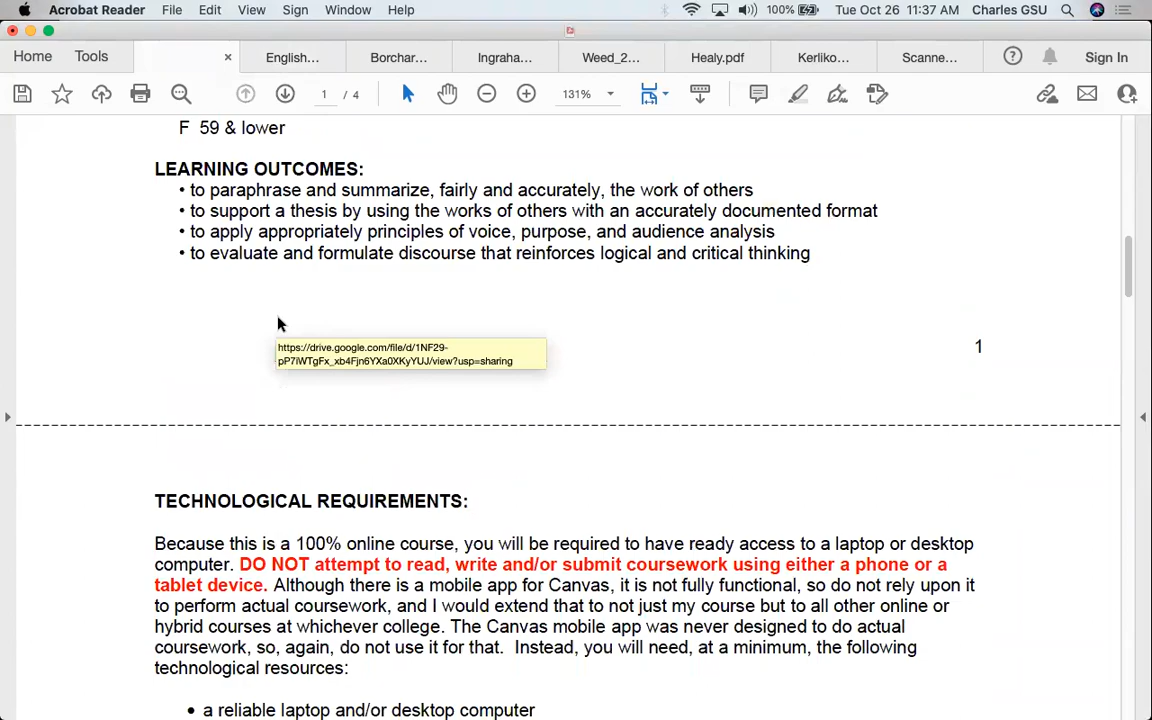 Acrobat Reader File Edit View Sign Window Help 100% Tue Oct 26 11:37 AM Charles GSU
Home Tools × English... Borchar... Ingraha... Weed_2... Healy.pdf Kerliko... Scanne... Sign In
1 / 4 131%
F 59 & lower
LEARNING OUTCOMES:
• to paraphrase and summarize, fairly and accurately, the work of others
• to support a thesis by using the works of others with an accurately documented format
• to apply appropriately principles of voice, purpose, and audience analysis
• to evaluate and formulate discourse that reinforces logical and critical thinking
https://drive.google.com/file/d/1NF29-
pP7iWTgFx_xb4Fjn6YXa0XKyYUJ/view?usp=sharing
1
TECHNOLOGICAL REQUIREMENTS:
Because this is a 100% online course, you will be required to have ready access to a laptop or desktop
computer. DO NOT attempt to read, write and/or submit coursework using either a phone or a
tablet device. Although there is a mobile app for Canvas, it is not fully functional, so do not rely upon it
to perform actual coursework, and I would extend that to not just my course but to all other online or
hybrid courses at whichever college. The Canvas mobile app was never designed to do actual
coursework, so, again, do not use it for that. Instead, you will need, at a minimum, the following
technological resources:
• a reliable laptop and/or desktop computer